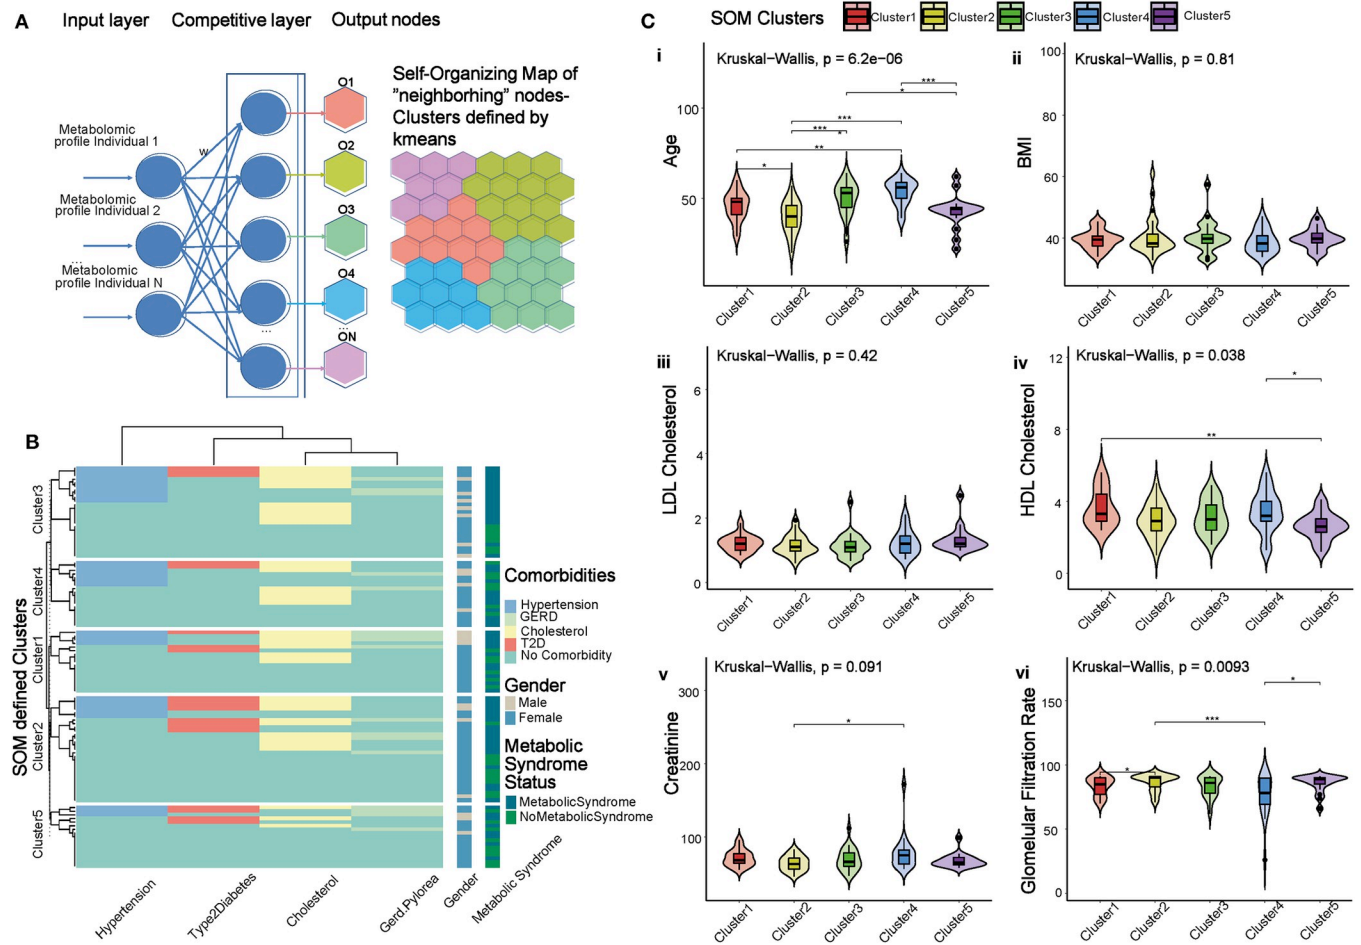 A
Input layer
Competitive layer
Output nodes
Metabolomic
profile Individual 1
Metabolomic
profile Individual 2
...
Metabolomic
profile Individual N
w
...
O1
O2
O3
O4
...
ON
Self-Organizing Map of
"neighborhing" nodes-
Clusters defined by
kmeans
B
SOM defined Clusters
Cluster3
Cluster4
Cluster1
Cluster2
Cluster5
Hypertension
Type2Diabetes
Cholesterol
Gerd.Pylorea
Gender
Metabolic Syndrome
Comorbidities
Hypertension
GERD
Cholesterol
T2D
No Comorbidity
Gender
Male
Female
Metabolic
Syndrome
Status
MetabolicSyndrome
NoMetabolicSyndrome
C
SOM Clusters
Cluster1
Cluster2
Cluster3
Cluster4
Cluster5
i
Kruskal-Wallis, p = 6.2e-06
Age
100
50
***
*
***
***
*
**
*
Cluster1
Cluster2
Cluster3
Cluster4
Cluster5
ii
Kruskal-Wallis, p = 0.81
BMI
100
80
60
40
Cluster1
Cluster2
Cluster3
Cluster4
Cluster5
iii
Kruskal-Wallis, p = 0.42
LDL Cholesterol
6
4
2
0
Cluster1
Cluster2
Cluster3
Cluster4
Cluster5
iv
Kruskal-Wallis, p = 0.038
HDL Cholesterol
12
8
4
0
*
**
Cluster1
Cluster2
Cluster3
Cluster4
Cluster5
v
Kruskal-Wallis, p = 0.091
Creatinine
300
200
100
*
Cluster1
Cluster2
Cluster3
Cluster4
Cluster5
vi
Kruskal-Wallis, p = 0.0093
Glomelular Filtration Rate
150
100
50
0
*
***
*
Cluster1
Cluster2
Cluster3
Cluster4
Cluster5